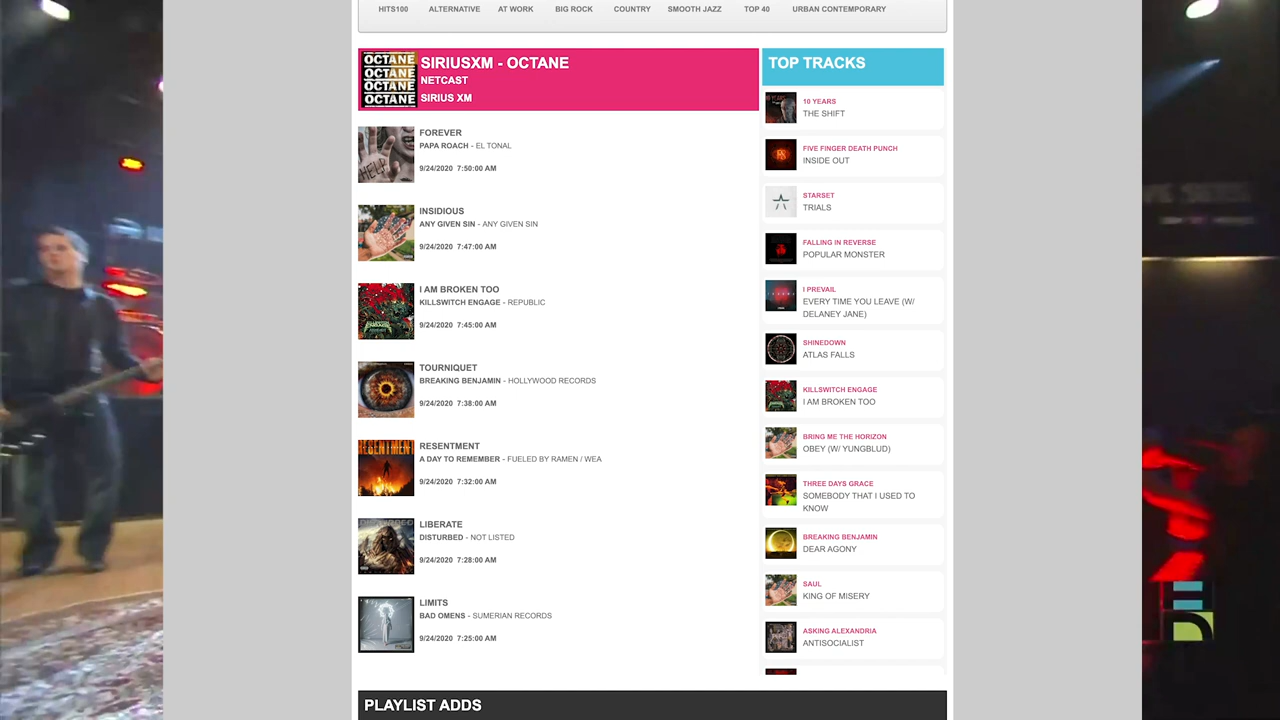 HITS100 ALTERNATIVE AT WORK BIG ROCK COUNTRY SMOOTH JAZZ TOP 40 URBAN CONTEMPORARY
OCTANE
OCTANE
OCTANE
OCTANE
SIRIUSXM - OCTANE
NETCAST
SIRIUS XM
FOREVER
PAPA ROACH - EL TONAL
9/24/2020 7:50:00 AM
HELP
INSIDIOUS
ANY GIVEN SIN - ANY GIVEN SIN
9/24/2020 7:47:00 AM
I AM BROKEN TOO
KILLSWITCH ENGAGE - REPUBLIC
9/24/2020 7:45:00 AM
TOURNIQUET
BREAKING BENJAMIN - HOLLYWOOD RECORDS
9/24/2020 7:38:00 AM
RESENTMENT
RESENTMENT
A DAY TO REMEMBER - FUELED BY RAMEN / WEA
9/24/2020 7:32:00 AM
DISTURBED
LIBERATE
DISTURBED - NOT LISTED
9/24/2020 7:28:00 AM
LIMITS
BAD OMENS - SUMERIAN RECORDS
9/24/2020 7:25:00 AM
TOP TRACKS
10 YEARS
THE SHIFT
FIVE FINGER DEATH PUNCH
INSIDE OUT
STARSET
TRIALS
FALLING IN REVERSE
POPULAR MONSTER
I PREVAIL
EVERY TIME YOU LEAVE (W/
DELANEY JANE)
SHINEDOWN
ATLAS FALLS
KILLSWITCH ENGAGE
I AM BROKEN TOO
BRING ME THE HORIZON
OBEY (W/ YUNGBLUD)
THREE DAYS GRACE
SOMEBODY THAT I USED TO
KNOW
BREAKING BENJAMIN
DEAR AGONY
SAUL
KING OF MISERY
ASKING ALEXANDRIA
ANTISOCIALIST
PLAYLIST ADDS